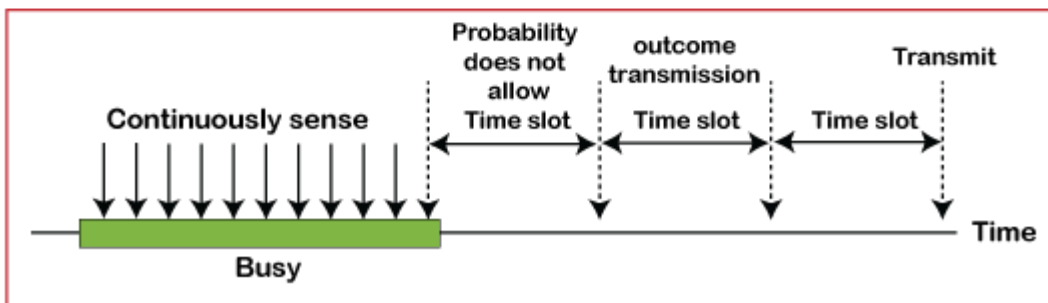 Probability
does not
allow
Time slot
outcome
transmission
Time slot
Transmit
Time slot
Continuously sense
Time
Busy